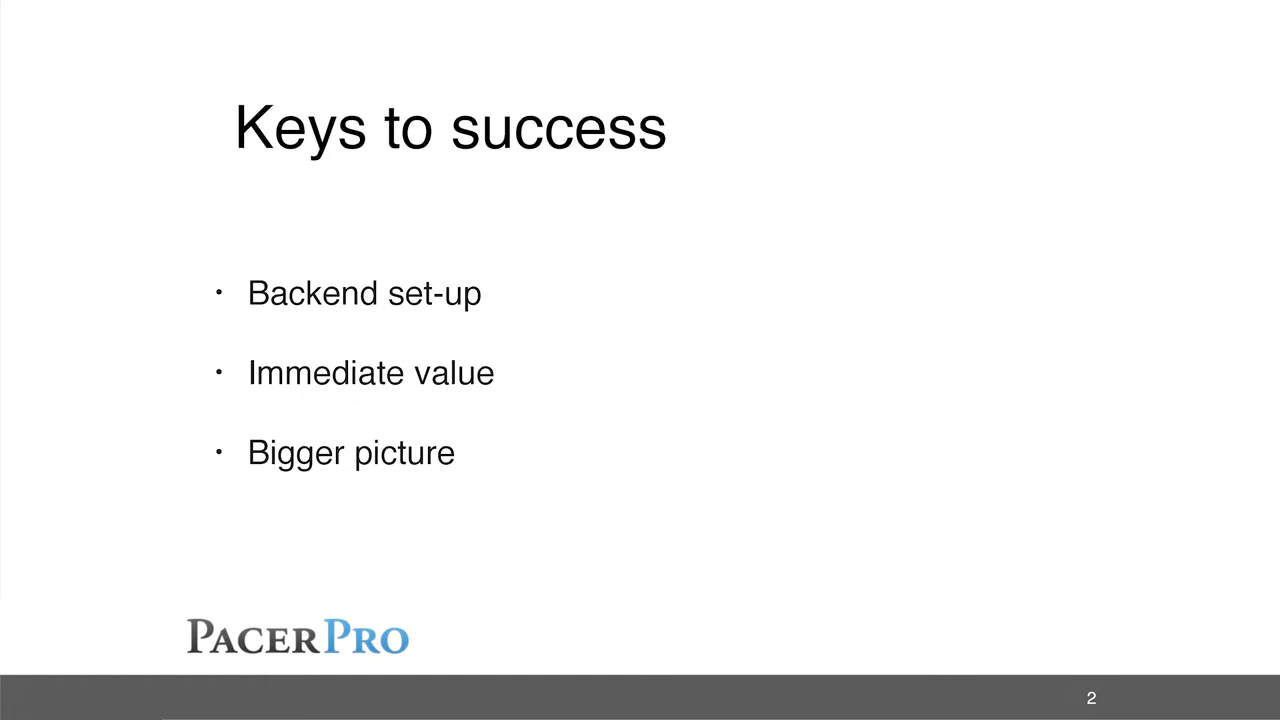 Keys to success
• Backend set-up
• Immediate value
• Bigger picture
PACERPRO
2